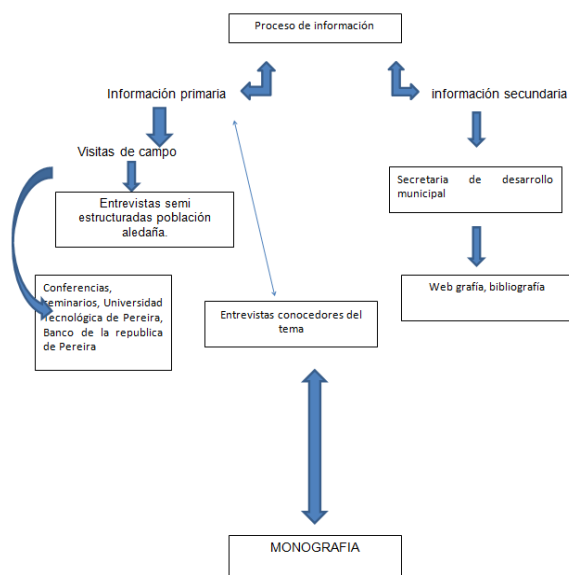 Proceso de información
Información primaria
información secundaria
Visitas de campo
Secretaria de desarrollo
municipal
Entrevistas semi
estructuradas población
aledaña.
Conferencias,
seminarios, Universidad
Tecnológica de Pereira,
Banco de la republica
de Pereira
Web grafía, bibliografía
Entrevistas conocedores del
tema
MONOGRAFIA